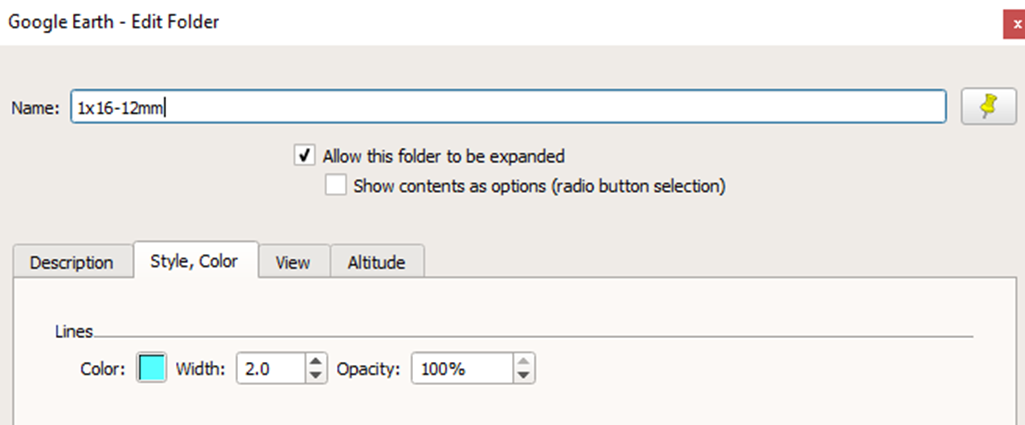 Google Earth - Edit Folder
x
Name: 1x16-12mm
Allow this folder to be expanded
Show contents as options (radio button selection)
Description Style, Color View Altitude
Lines
Color: Width: 2.0 Opacity: 100%